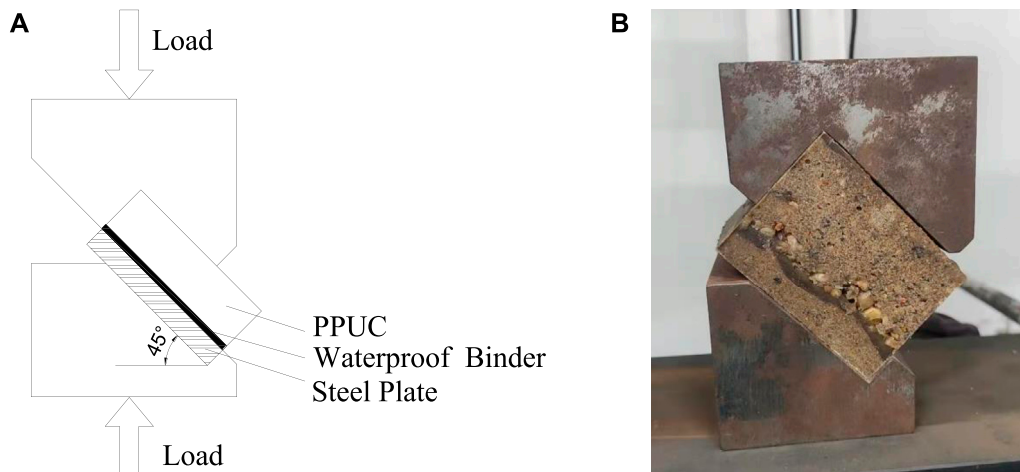 A
Load
B
45°
PPUC
Waterproof Binder
Steel Plate
Load